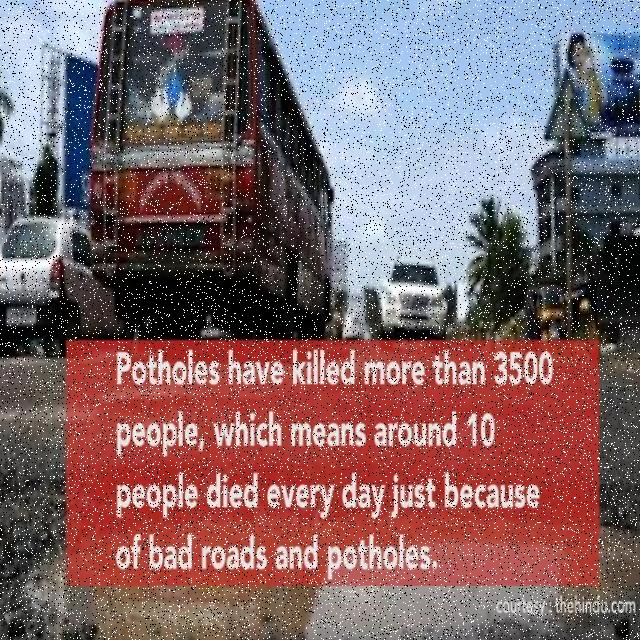 Potholes have killed more than 3500
people, which means around 10
people died every day just because
of bad roads and potholes.
courtesy : thehindu.com